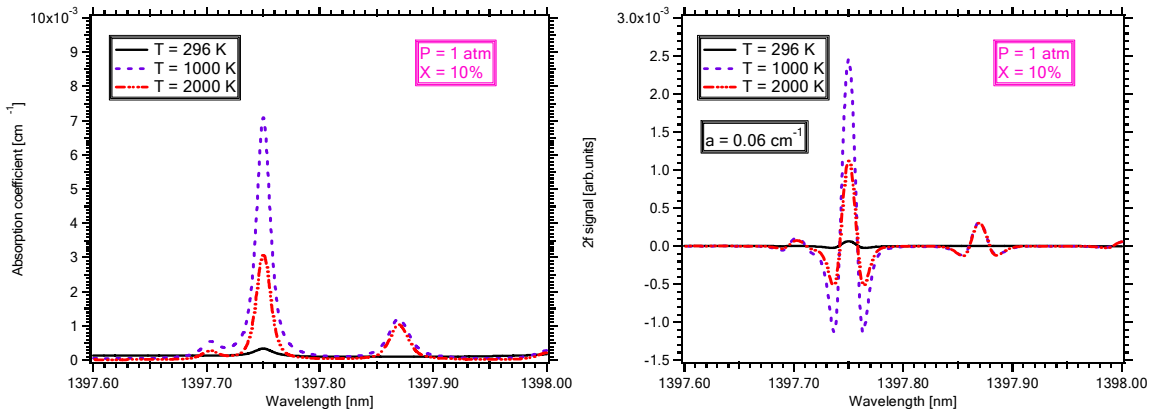 10x10⁻³
9
8
7
6
5
4
3
2
1
0
Absorption coefficient [cm ⁻¹]
T = 296 K
T = 1000 K
T = 2000 K
P = 1 atm
X = 10%
1397.60
1397.70
1397.80
1397.90
1398.00
Wavelength [nm]
3.0x10⁻³
2.5
2.0
1.5
1.0
0.5
0.0
-0.5
-1.0
-1.5
2f signal [arb.units]
T = 296 K
T = 1000 K
T = 2000 K
a = 0.06 cm⁻¹
P = 1 atm
X = 10%
1397.60
1397.70
1397.80
1397.90
1398.00
Wavelength [nm]